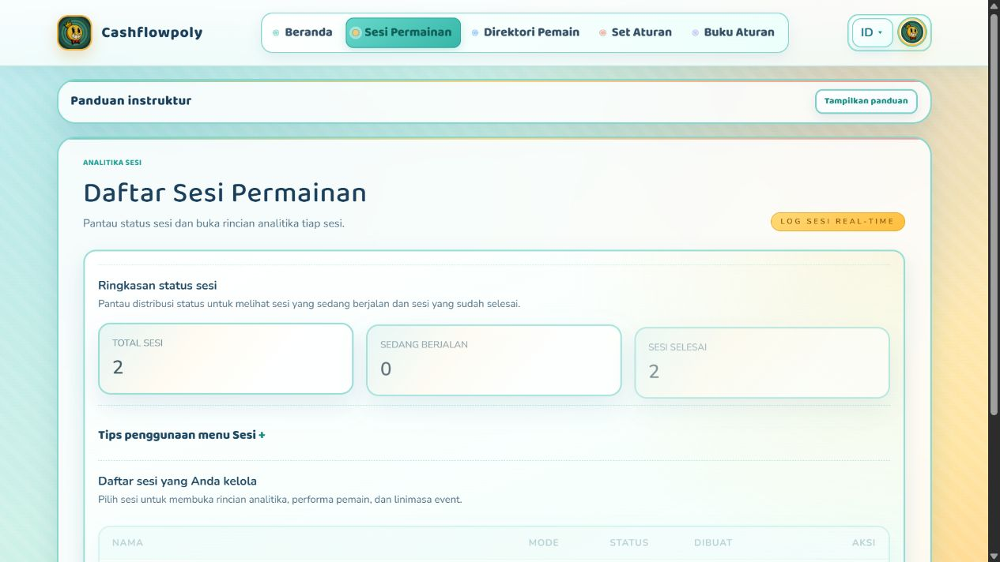 Cashflowpoly
Beranda
Sesi Permainan
Direktori Pemain
Set Aturan
Buku Aturan
ID
Panduan instruktur
Tampilkan panduan
ANALITIKA SESI
Daftar Sesi Permainan
Pantau status sesi dan buka rincian analitika tiap sesi.
LOG SESI REAL-TIME
Ringkasan status sesi
Pantau distribusi status untuk melihat sesi yang sedang berjalan dan sesi yang sudah selesai.
TOTAL SESI
2
SEDANG BERJALAN
0
SESI SELESAI
2
Tips penggunaan menu Sesi +
Daftar sesi yang Anda kelola
Pilih sesi untuk membuka rincian analitika, performa pemain, dan linimasa event.
NAMA MODE STATUS DIBUAT AKSI